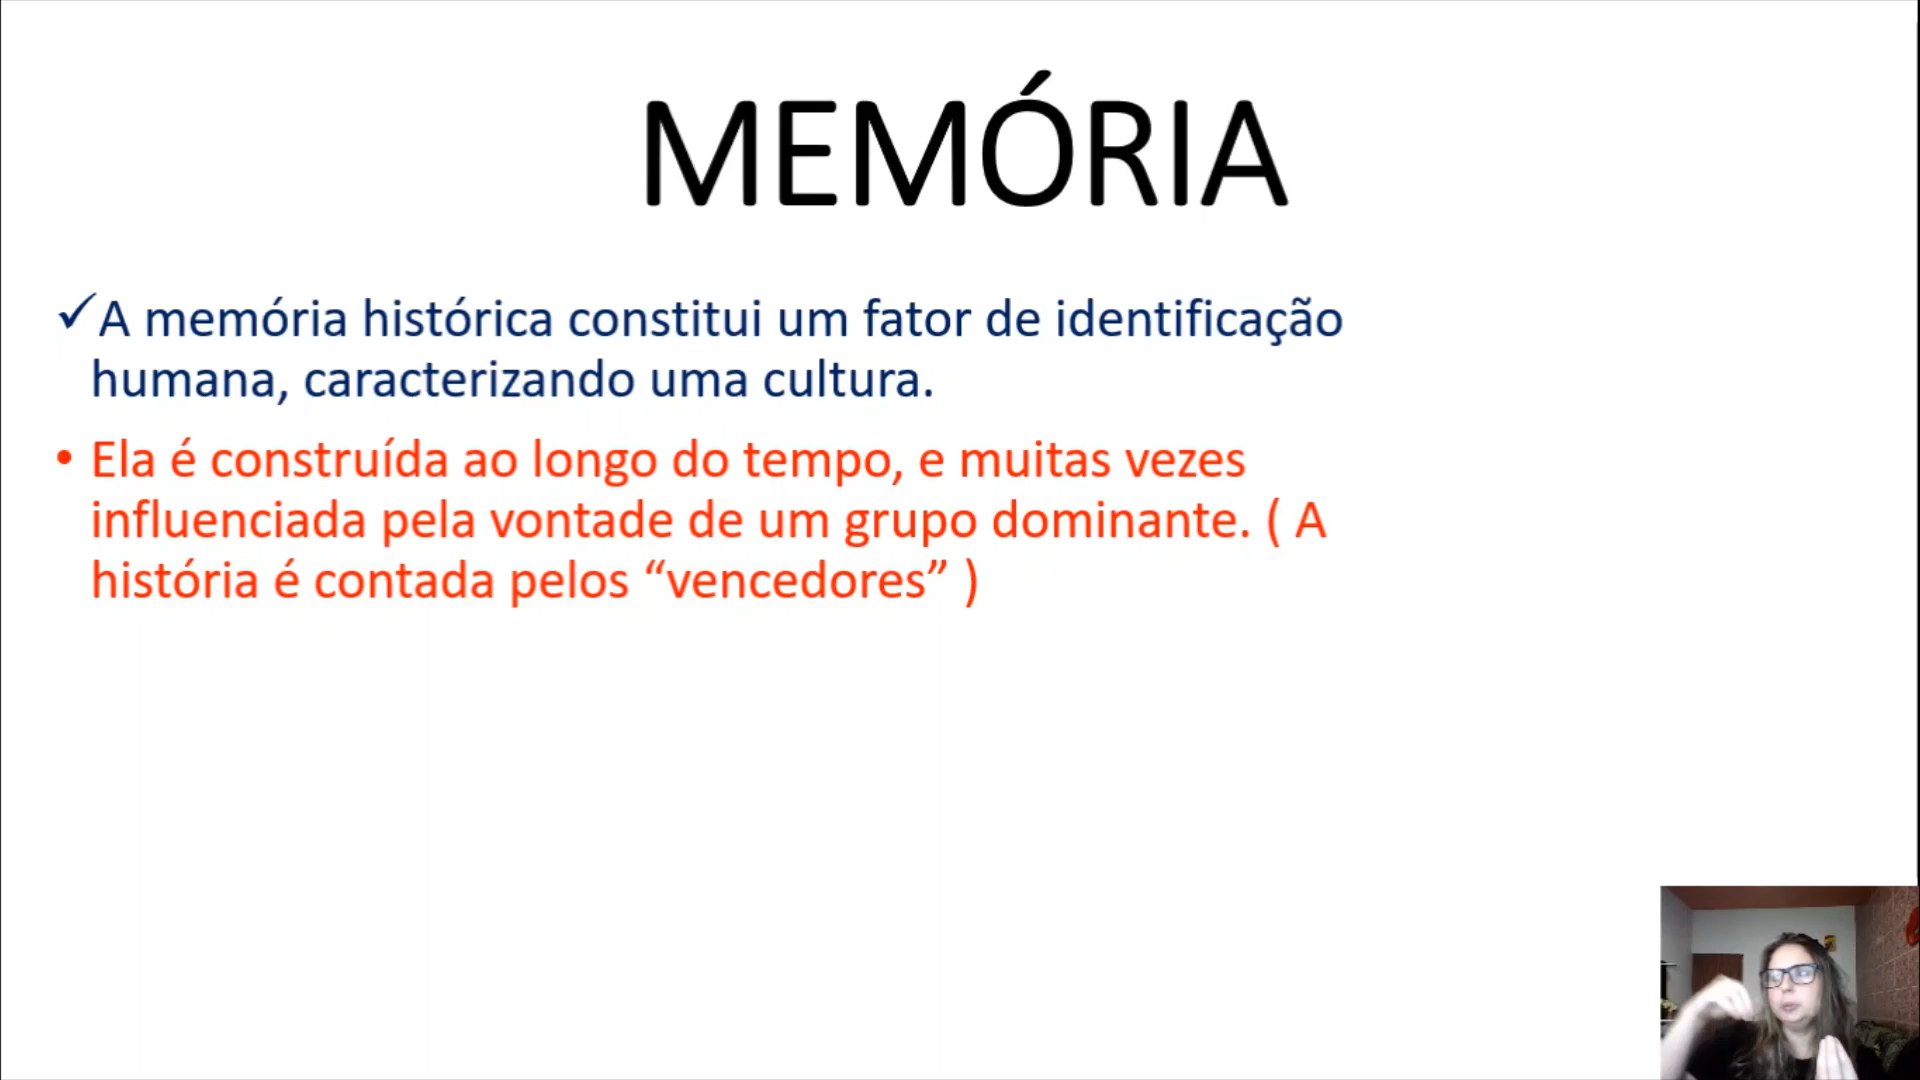 MEMÓRIA
✓A memória histórica constitui um fator de identificação
humana, caracterizando uma cultura.
• Ela é construída ao longo do tempo, e muitas vezes
influenciada pela vontade de um grupo dominante. ( A
história é contada pelos “vencedores” )